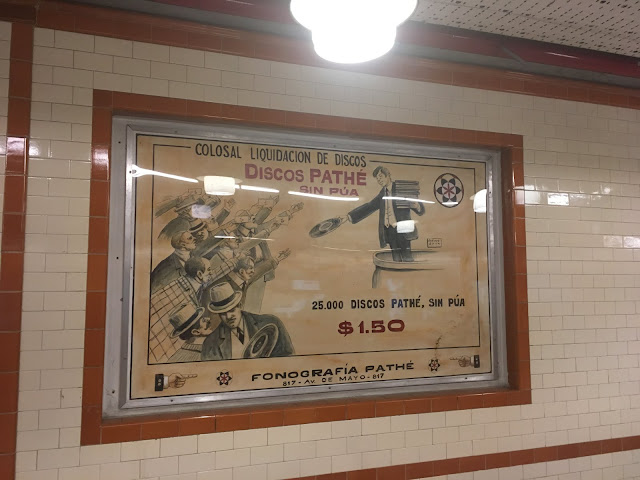 COLOSAL LIQUIDACION DE DISCOS
DISCOS PATHÉ
SIN PÚA
25.000 DISCOS PATHÉ, SIN PÚA
$1.50
FONOGRAFÍA PATHÉ
817 - AV. DE MAYO - 817